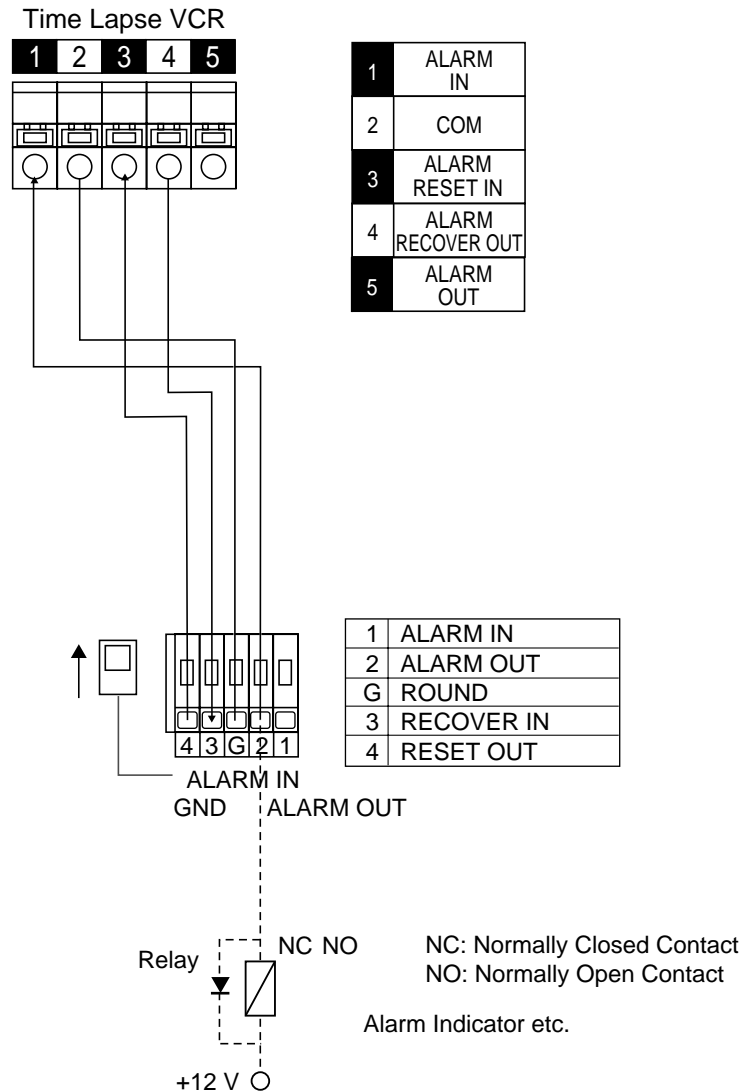 Time Lapse VCR
1 2 3 4 5
1 ALARM
IN
2 COM
3 ALARM
RESET IN
4 ALARM
RECOVER OUT
5 ALARM
OUT
1 ALARM IN
2 ALARM OUT
G ROUND
3 RECOVER IN
4 RESET OUT
4 3 G 2 1
ALARM IN
GND ALARM OUT
Relay
NC NO
NC: Normally Closed Contact
NO: Normally Open Contact
Alarm Indicator etc.
+12 V